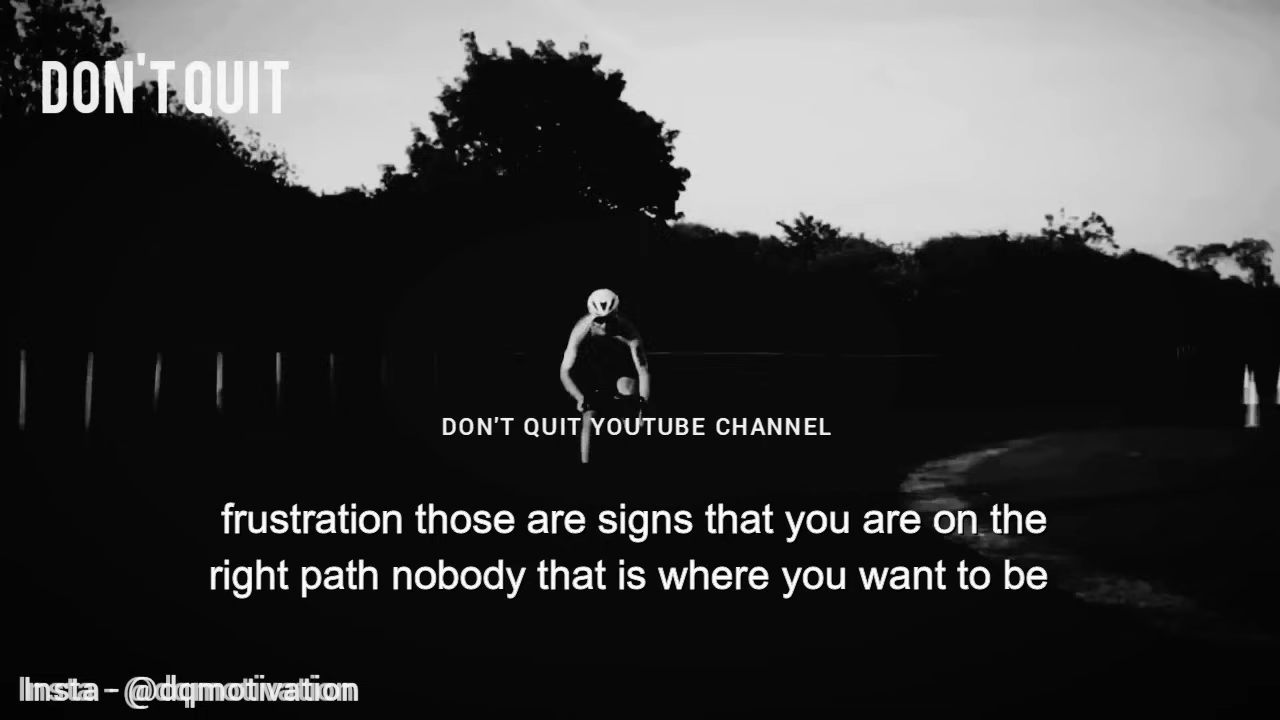 DON'T QUIT
DON'T QUIT YOUTUBE CHANNEL
frustration those are signs that you are on the
right path nobody that is where you want to be
Insta - @dqmotivation